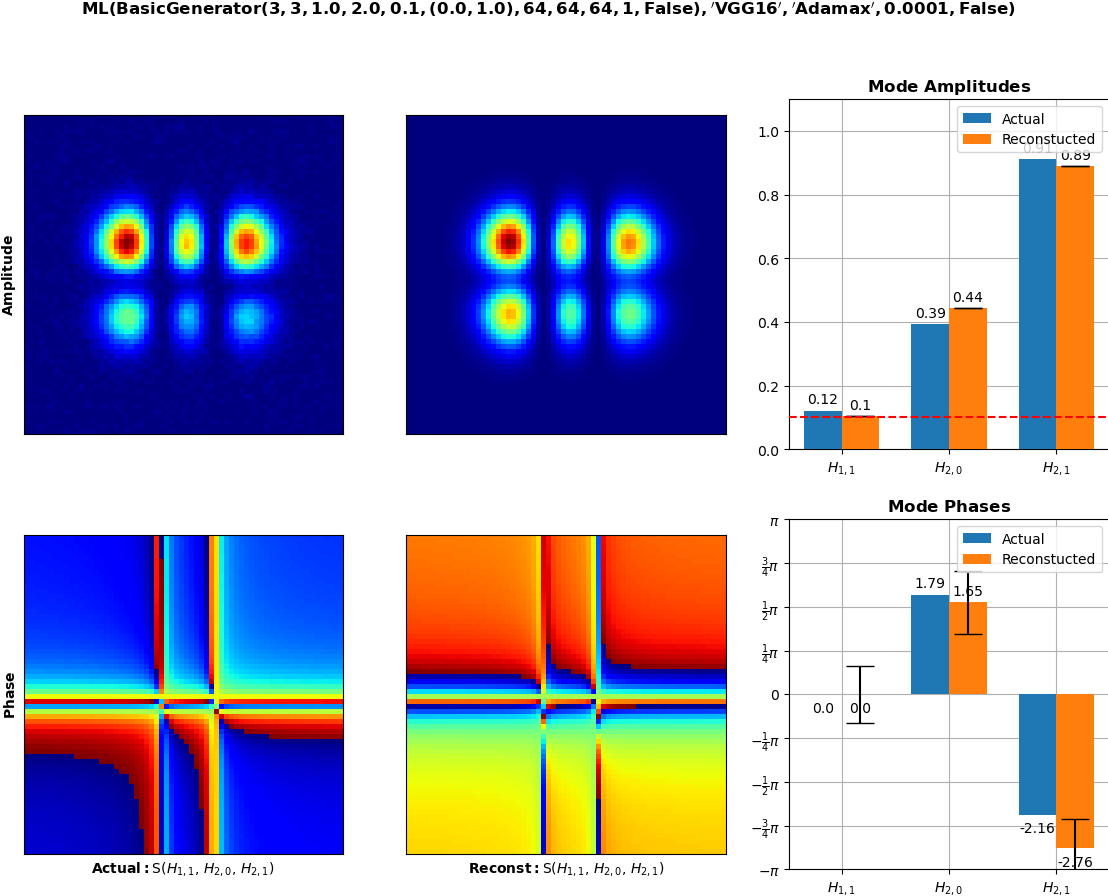 ML(BasicGenerator(3, 3, 1.0, 2.0, 0.1, (0.0, 1.0), 64, 64, 64, 1, False), ′VGG16′, ′Adamax′, 0.0001, False)
Mode Amplitudes
Actual
Reconstucted
1.0
0.8
0.6
0.4
0.2
0.0
0.12
0.1
0.39
0.44
0.91
0.89
H1,1
H2,0
H2,1
Amplitude
Mode Phases
Actual
Reconstucted
π
3/4π
1/2π
1/4π
0
−1/4π
−1/2π
−3/4π
−π
0.0
0.0
1.79
1.65
-2.16
-2.76
H1,1
H2,0
H2,1
Phase
Actual: S(H1,1, H2,0, H2,1)
Reconst: S(H1,1, H2,0, H2,1)